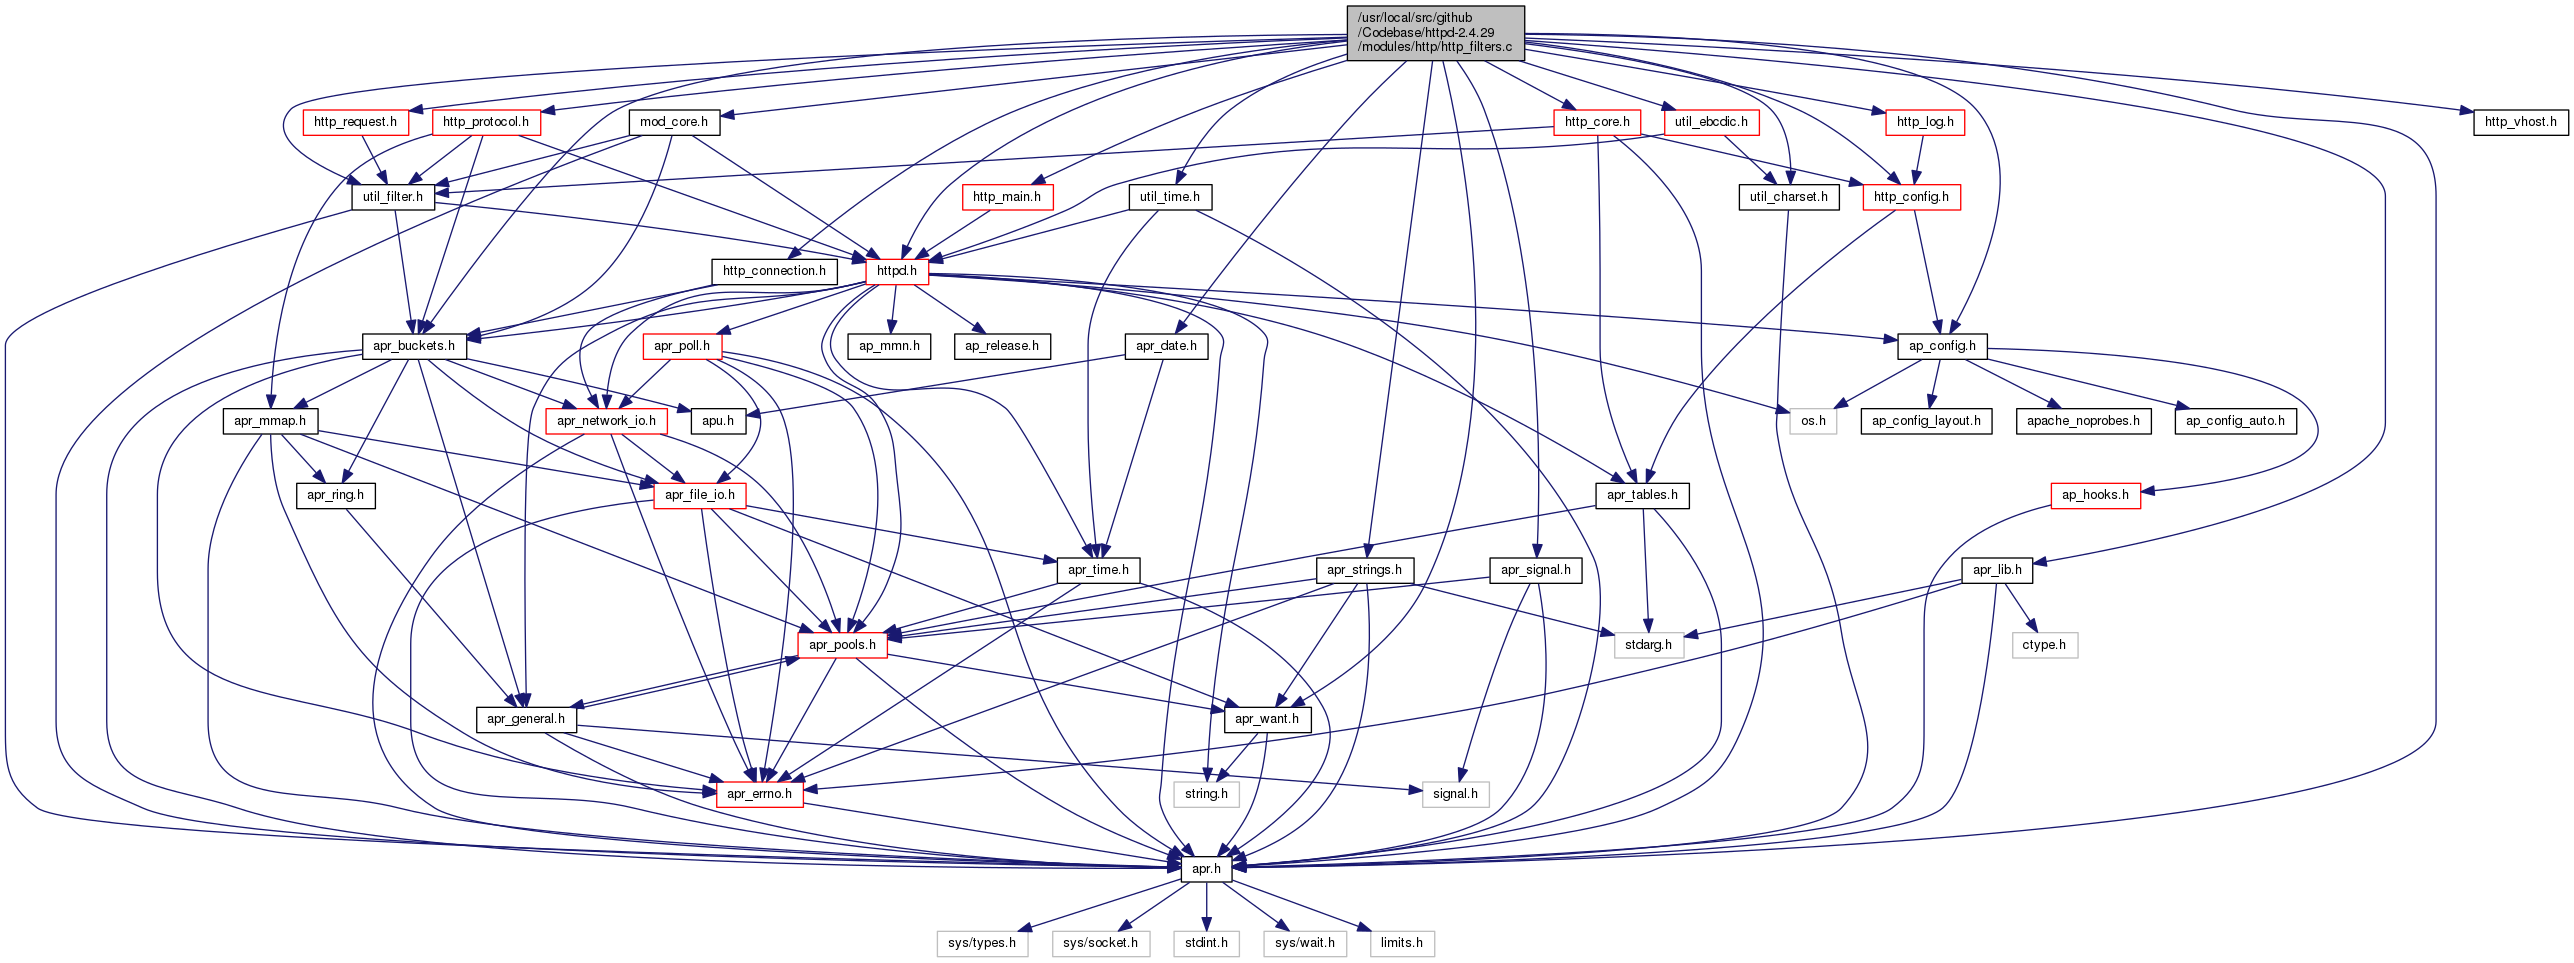 /usr/local/src/github
/Codebase/httpd-2.4.29
/modules/http/http_filters.c
http_request.h
http_protocol.h
mod_core.h
http_core.h
util_ebcdic.h
http_log.h
http_vhost.h
util_filter.h
http_main.h
util_time.h
util_charset.h
http_config.h
http_connection.h
httpd.h
apr_buckets.h
apr_poll.h
ap_mmn.h
ap_release.h
apr_date.h
ap_config.h
apr_mmap.h
apr_network_io.h
apu.h
os.h
ap_config_layout.h
apache_noprobes.h
ap_config_auto.h
apr_ring.h
apr_file_io.h
apr_tables.h
ap_hooks.h
apr_time.h
apr_strings.h
apr_signal.h
apr_lib.h
apr_pools.h
stdarg.h
ctype.h
apr_general.h
apr_want.h
apr_errno.h
string.h
signal.h
apr.h
sys/types.h
sys/socket.h
stdint.h
sys/wait.h
limits.h